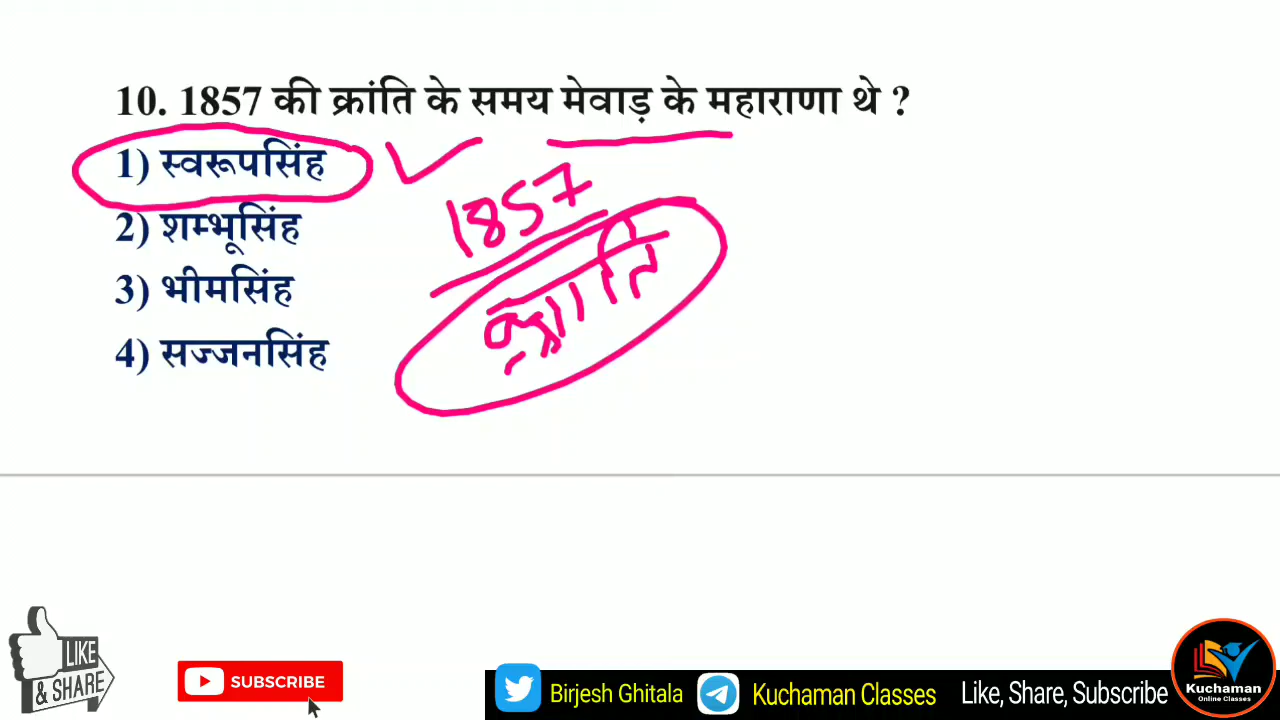 10. 1857 की क्रांति के समय मेवाड़ के महाराणा थे ?
1) स्वरूपसिंह
2) शम्भूसिंह
3) भीमसिंह
4) सज्जनसिंह
1857
क्रांति
LIKE
& SHARE
SUBSCRIBE
Birjesh Ghitala
Kuchaman Classes
Like, Share, Subscribe
Kuchaman
Online Classes